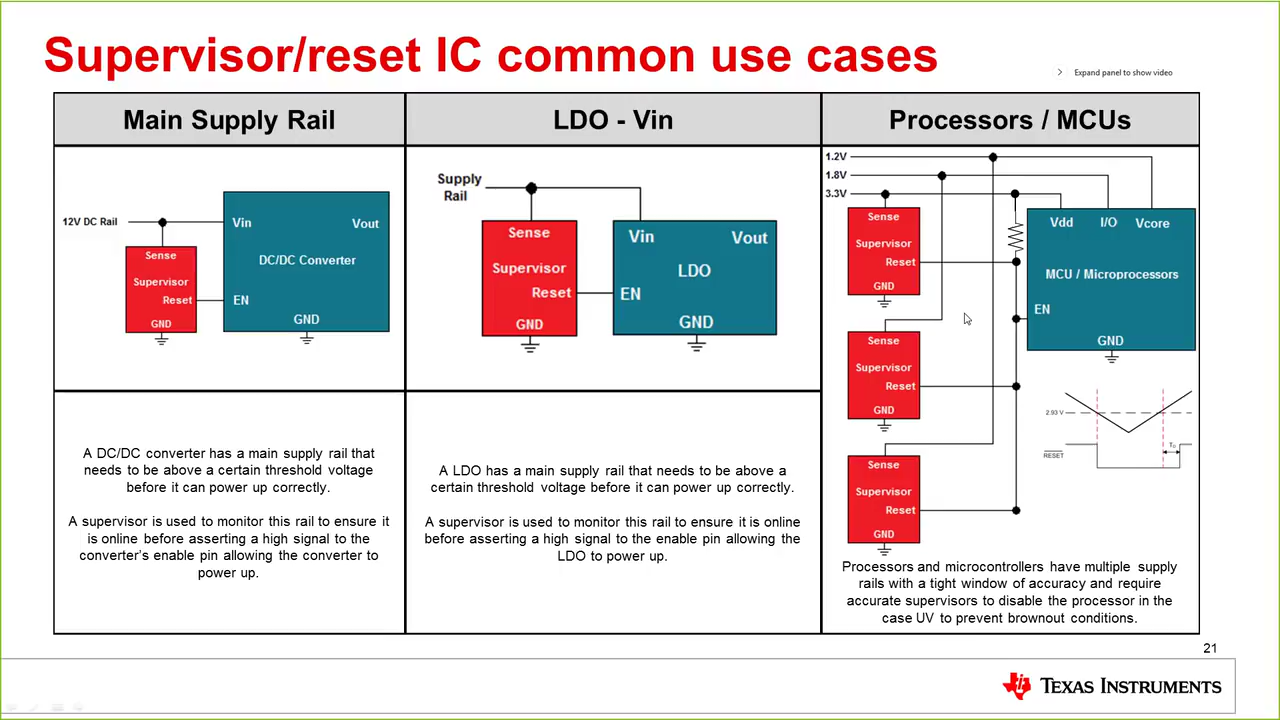 Supervisor/reset IC common use cases
Expand panel to show video
Main Supply Rail
LDO - Vin
Processors / MCUs
12V DC Rail
Vin
Vout
DC/DC Converter
EN
GND
Sense
Supervisor
Reset
GND
Supply
Rail
Sense
Supervisor
Reset
GND
Vin
Vout
LDO
EN
GND
1.2V
1.8V
3.3V
Sense
Supervisor
Reset
GND
Sense
Supervisor
Reset
GND
Sense
Supervisor
Reset
GND
Vdd
I/O
Vcore
MCU / Microprocessors
EN
GND
2.93 V
RESET
A DC/DC converter has a main supply rail that
needs to be above a certain threshold voltage
before it can power up correctly.
A supervisor is used to monitor this rail to ensure it
is online before asserting a high signal to the
converter's enable pin allowing the converter to
power up.
A LDO has a main supply rail that needs to be above a
certain threshold voltage before it can power up correctly.
A supervisor is used to monitor this rail to ensure it is online
before asserting a high signal to the enable pin allowing the
LDO to power up.
Processors and microcontrollers have multiple supply
rails with a tight window of accuracy and require
accurate supervisors to disable the processor in the
case UV to prevent brownout conditions.
21
TEXAS INSTRUMENTS